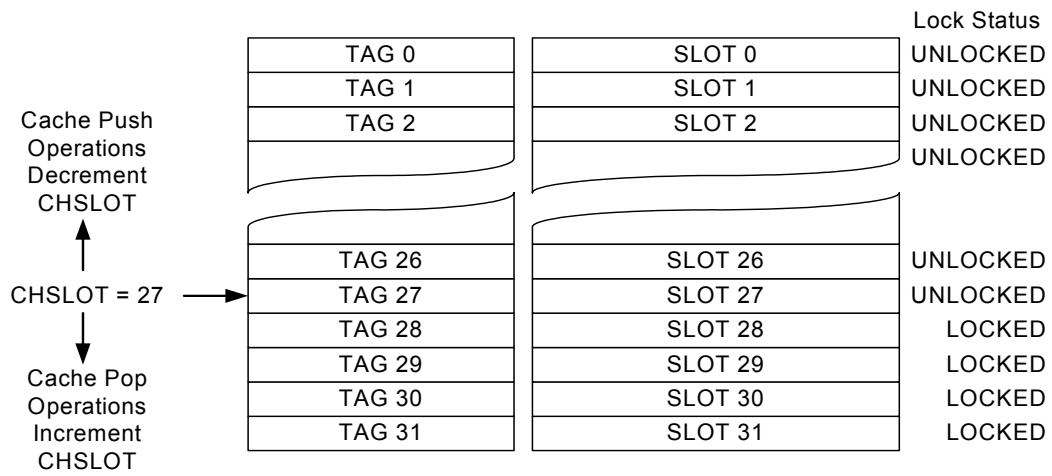 Lock Status
TAG 0 SLOT 0 UNLOCKED
TAG 1 SLOT 1 UNLOCKED
TAG 2 SLOT 2 UNLOCKED
UNLOCKED
Cache Push
Operations
Decrement
CHSLOT
TAG 26 SLOT 26 UNLOCKED
CHSLOT = 27 TAG 27 SLOT 27 UNLOCKED
TAG 28 SLOT 28 LOCKED
TAG 29 SLOT 29 LOCKED
TAG 30 SLOT 30 LOCKED
TAG 31 SLOT 31 LOCKED
Cache Pop
Operations
Increment
CHSLOT